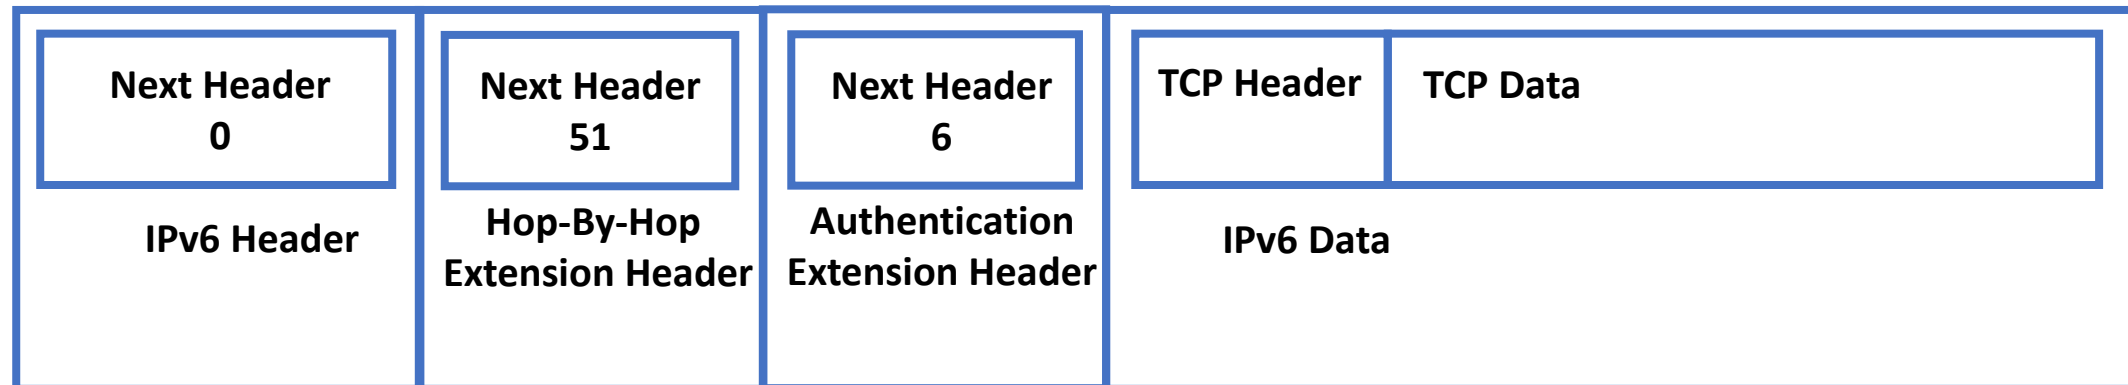 Next Header
0
IPv6 Header
Next Header
51
Hop-By-Hop
Extension Header
Next Header
6
Authentication
Extension Header
TCP Header
TCP Data
IPv6 Data